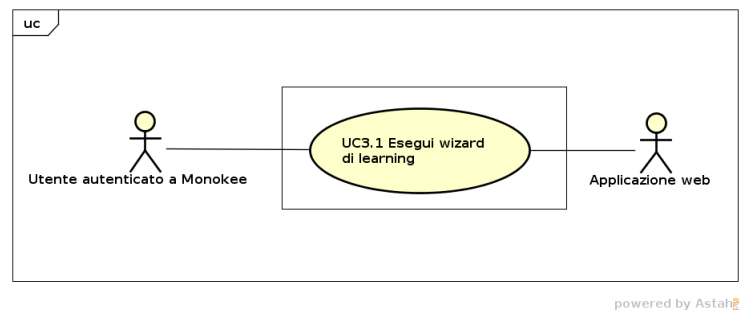 uc
UC3.1 Esegui wizard
di learning
Utente autenticato a Monokee
Applicazione web
powered by Astah